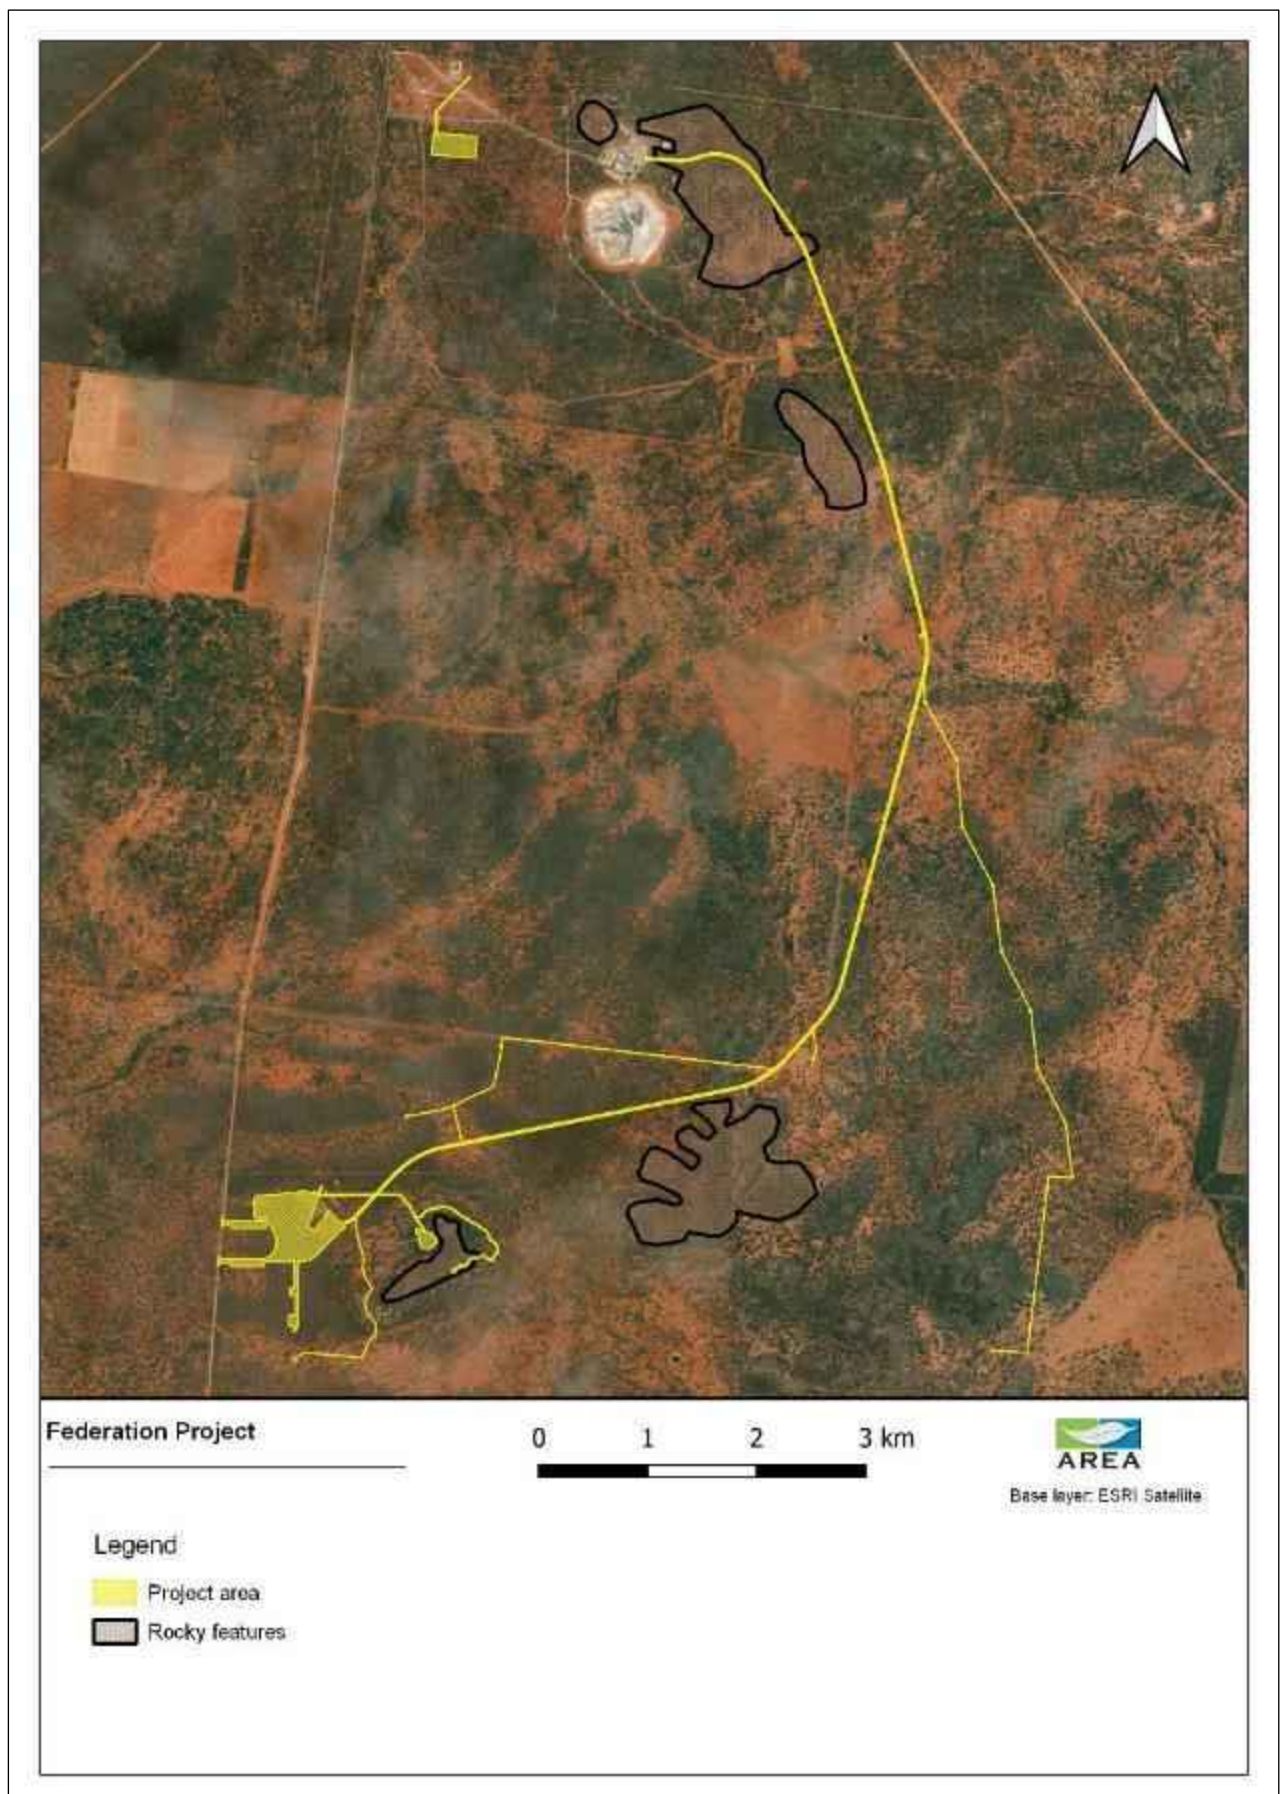 Federation Project
0 1 2 3 km
AREA
Base layer: ESRI Satellite
Legend
Project area
Rocky features